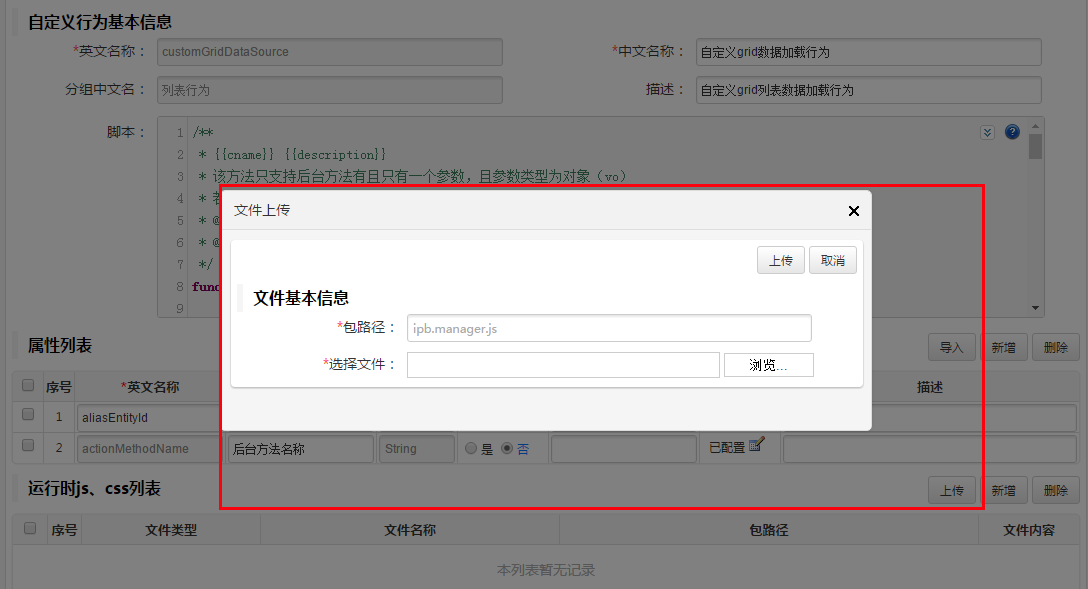 自定义行为基本信息
*英文名称： customGridDataSource *中文名称： 自定义grid数据加载行为
分组中文名： 列表行为 描述： 自定义grid列表数据加载行为
脚本：
1 /**
2 * {{cname}} {{description}}
3 * 该方法只支持后台方法有且只有一个参数，且参数类型为对象（vo）
4 *
5 * @
6 * @
7 */
8 func
9
文件上传
上传 取消
文件基本信息
*包路径： ipb.manager.js
*选择文件： 浏览...
属性列表 导入 新增 删除
序号 *英文名称 描述
1 aliasEntityId
2 actionMethodName 后台方法名称 String 是 否 已配置
运行时js、css列表 上传 新增 删除
序号 文件类型 文件名称 包路径 文件内容
本列表暂无记录